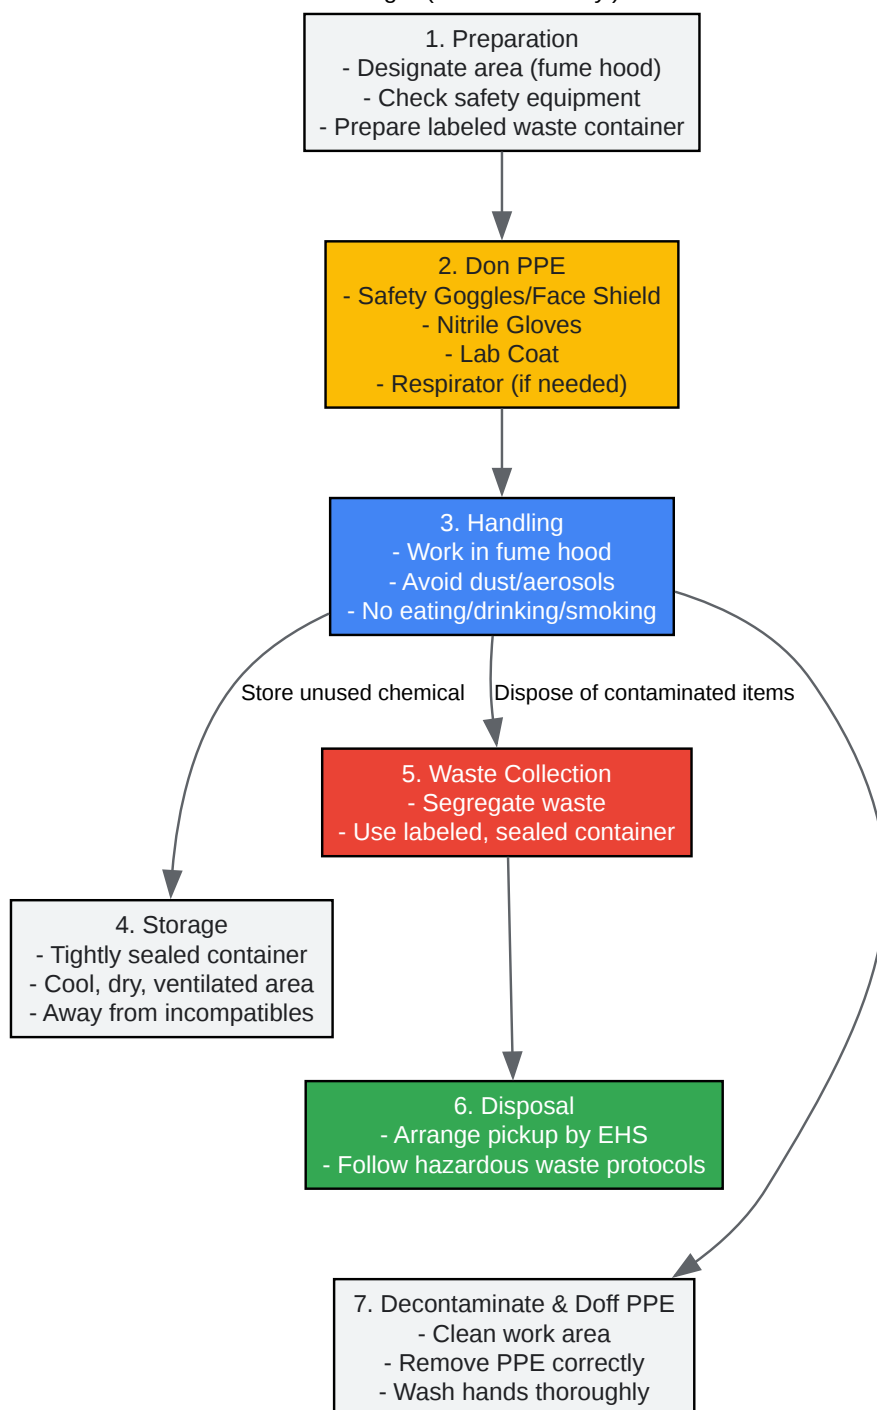 1. Preparation
- Designate area (fume hood)
- Check safety equipment
- Prepare labeled waste container
2. Don PPE
- Safety Goggles/Face Shield
- Nitrile Gloves
- Lab Coat
- Respirator (if needed)
3. Handling
- Work in fume hood
- Avoid dust/aerosols
- No eating/drinking/smoking
Store unused chemical
Dispose of contaminated items
5. Waste Collection
- Segregate waste
- Use labeled, sealed container
4. Storage
- Tightly sealed container
- Cool, dry, ventilated area
- Away from incompatibles
6. Disposal
- Arrange pickup by EHS
- Follow hazardous waste protocols
7. Decontaminate & Doff PPE
- Clean work area
- Remove PPE correctly
- Wash hands thoroughly